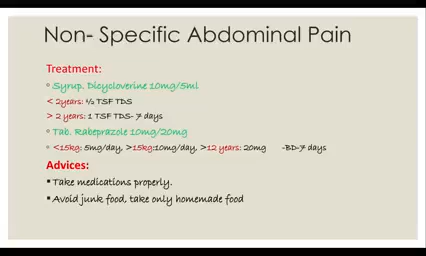 Non- Specific Abdominal Pain
Treatment:
Syrup. Dicycloverine 10mg/5ml
< 2years: ½ TSF TDS
> 2 years: 1 TSF TDS- 7 days
Tab. Rabeprazole 10mg/20mg
<15kg: 5mg/day, >15kg:10mg/day, >12 years: 20mg -BD-7 days
Advices:
Take medications properly.
Avoid junk food, take only homemade food